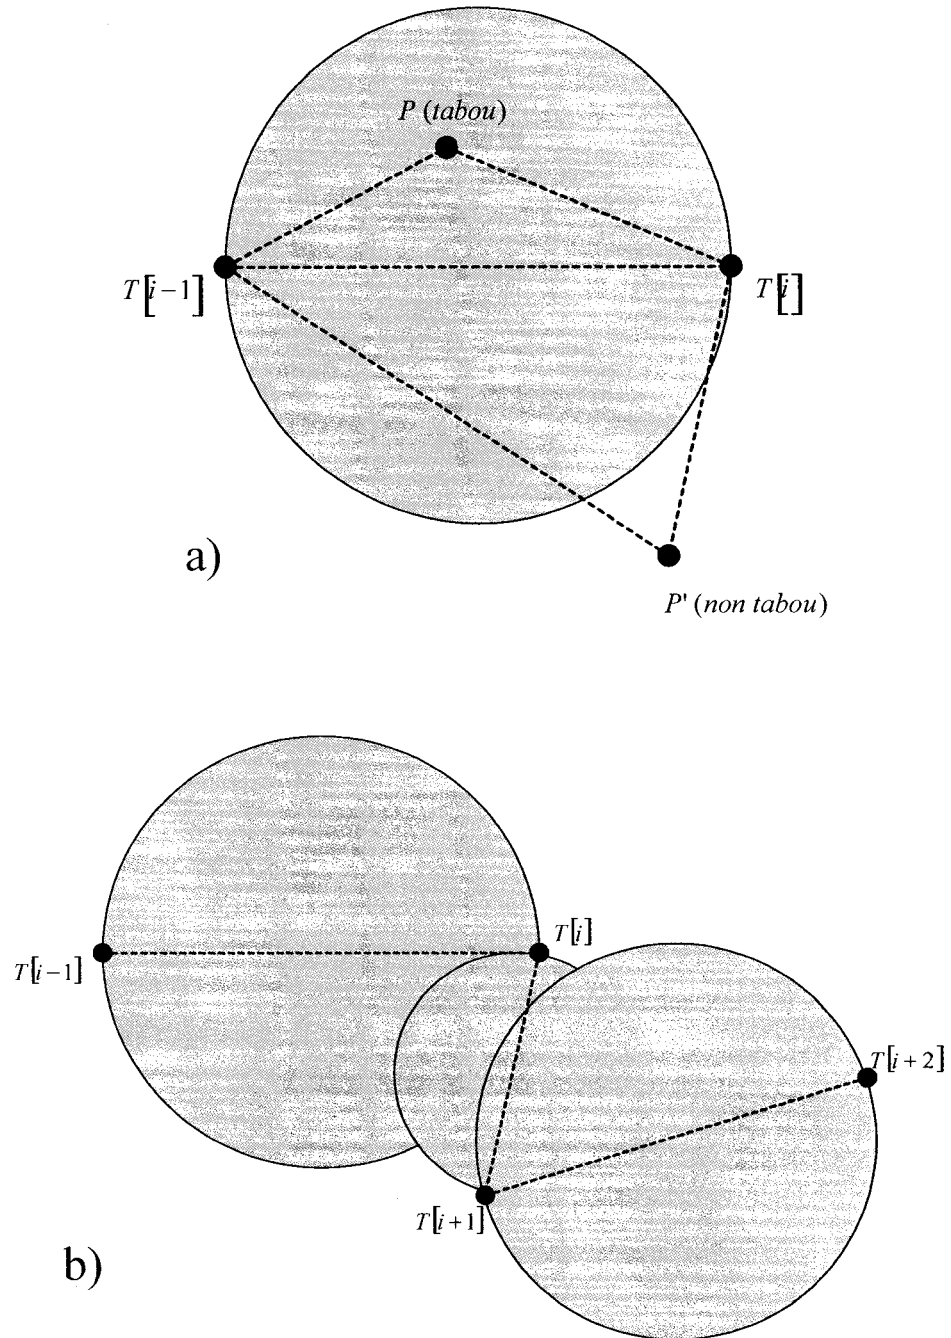 P (tabou)
T[i−1]
T[i]
a)
P' (non tabou)
T[i]
T[i−1]
T[i+2]
T[i+1]
b)